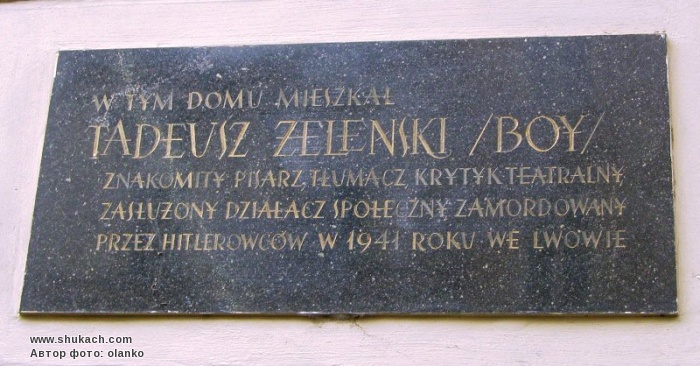 W TYM DOMU MIESZKAŁ
TADEUSZ ŻELEŃSKI /BOY/
ZNAKOMITY PISARZ, TŁUMACZ, KRYTYK TEATRALNY,
ZASŁUŻONY DZIAŁACZ SPOŁECZNY ZAMORDOWANY
PRZEZ HITLEROWCÓW W 1941 ROKU WE LWOWIE
www.shukach.com
Автор фото: olanko